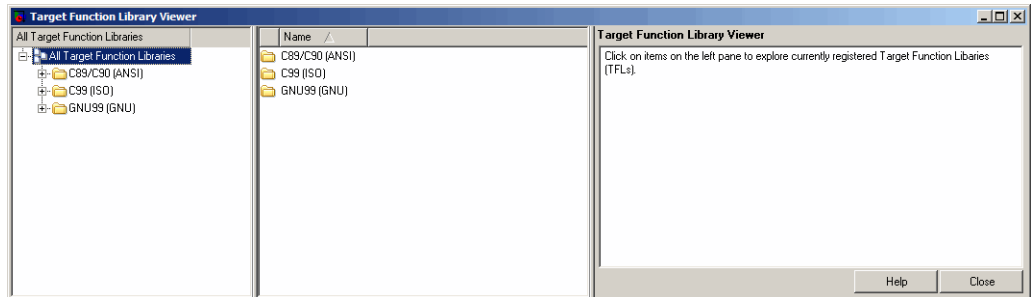 Target Function Library Viewer
All Target Function Libraries
All Target Function Libraries
C89/C90 (ANSI)
C99 (ISO)
GNU99 (GNU)
Name
C89/C90 (ANSI)
C99 (ISO)
GNU99 (GNU)
Target Function Library Viewer
Click on items on the left pane to explore currently registered Target Function Libaries
(TFLs).
Help
Close